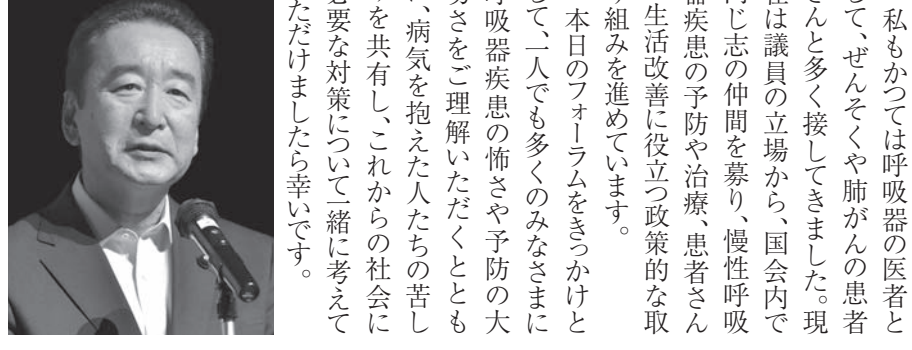 私もかつては呼吸器の医者と
して、ぜんそくや肺がんの患者
さんと多く接してきました。現
在は議員の立場から、国会内で
同じ志の仲間を募り、慢性呼吸
器疾患の予防や治療、患者さん
生活改善に役立つ政策的な取
り組みを進めています。
本日のフォーラムをきっかけと
して、一人でも多くのみなさまに
呼吸器疾患の怖さや予防の大
切さをご理解いただくととも
、病気を抱えた人たちの苦し
みを共有し、これからの社会に
必要な対策について一緒に考えて
ただけましたら幸いです。